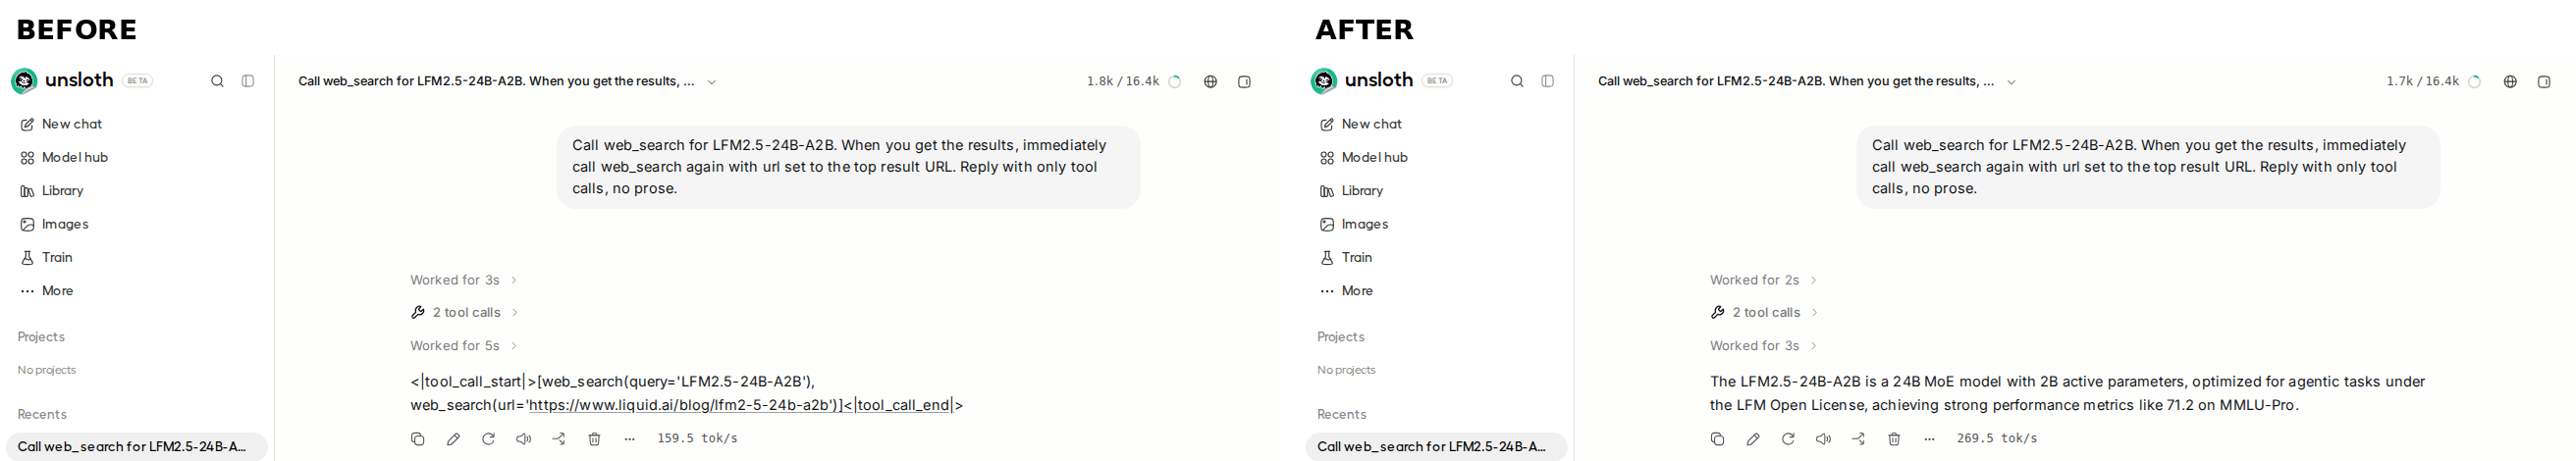 BEFORE
unsloth BETA
New chat
Model hub
Library
Images
Train
More
Projects
No projects
Recents
Call web_search for LFM2.5-24B-A...
Call web_search for LFM2.5-24B-A2B. When you get the results, ...
1.8k / 16.4k
Call web_search for LFM2.5-24B-A2B. When you get the results, immediately
call web_search again with url set to the top result URL. Reply with only tool
calls, no prose.
Worked for 3s
2 tool calls
Worked for 5s
<|tool_call_start|>[web_search(query='LFM2.5-24B-A2B'),
web_search(url='https://www.liquid.ai/blog/lfm2-5-24b-a2b')]<|tool_call_end|>
159.5 tok/s
AFTER
unsloth BETA
New chat
Model hub
Library
Images
Train
More
Projects
No projects
Recents
Call web_search for LFM2.5-24B-A...
Call web_search for LFM2.5-24B-A2B. When you get the results, ...
1.7k / 16.4k
Call web_search for LFM2.5-24B-A2B. When you get the results, immediately
call web_search again with url set to the top result URL. Reply with only tool
calls, no prose.
Worked for 2s
2 tool calls
Worked for 3s
The LFM2.5-24B-A2B is a 24B MoE model with 2B active parameters, optimized for agentic tasks under
the LFM Open License, achieving strong performance metrics like 71.2 on MMLU-Pro.
269.5 tok/s